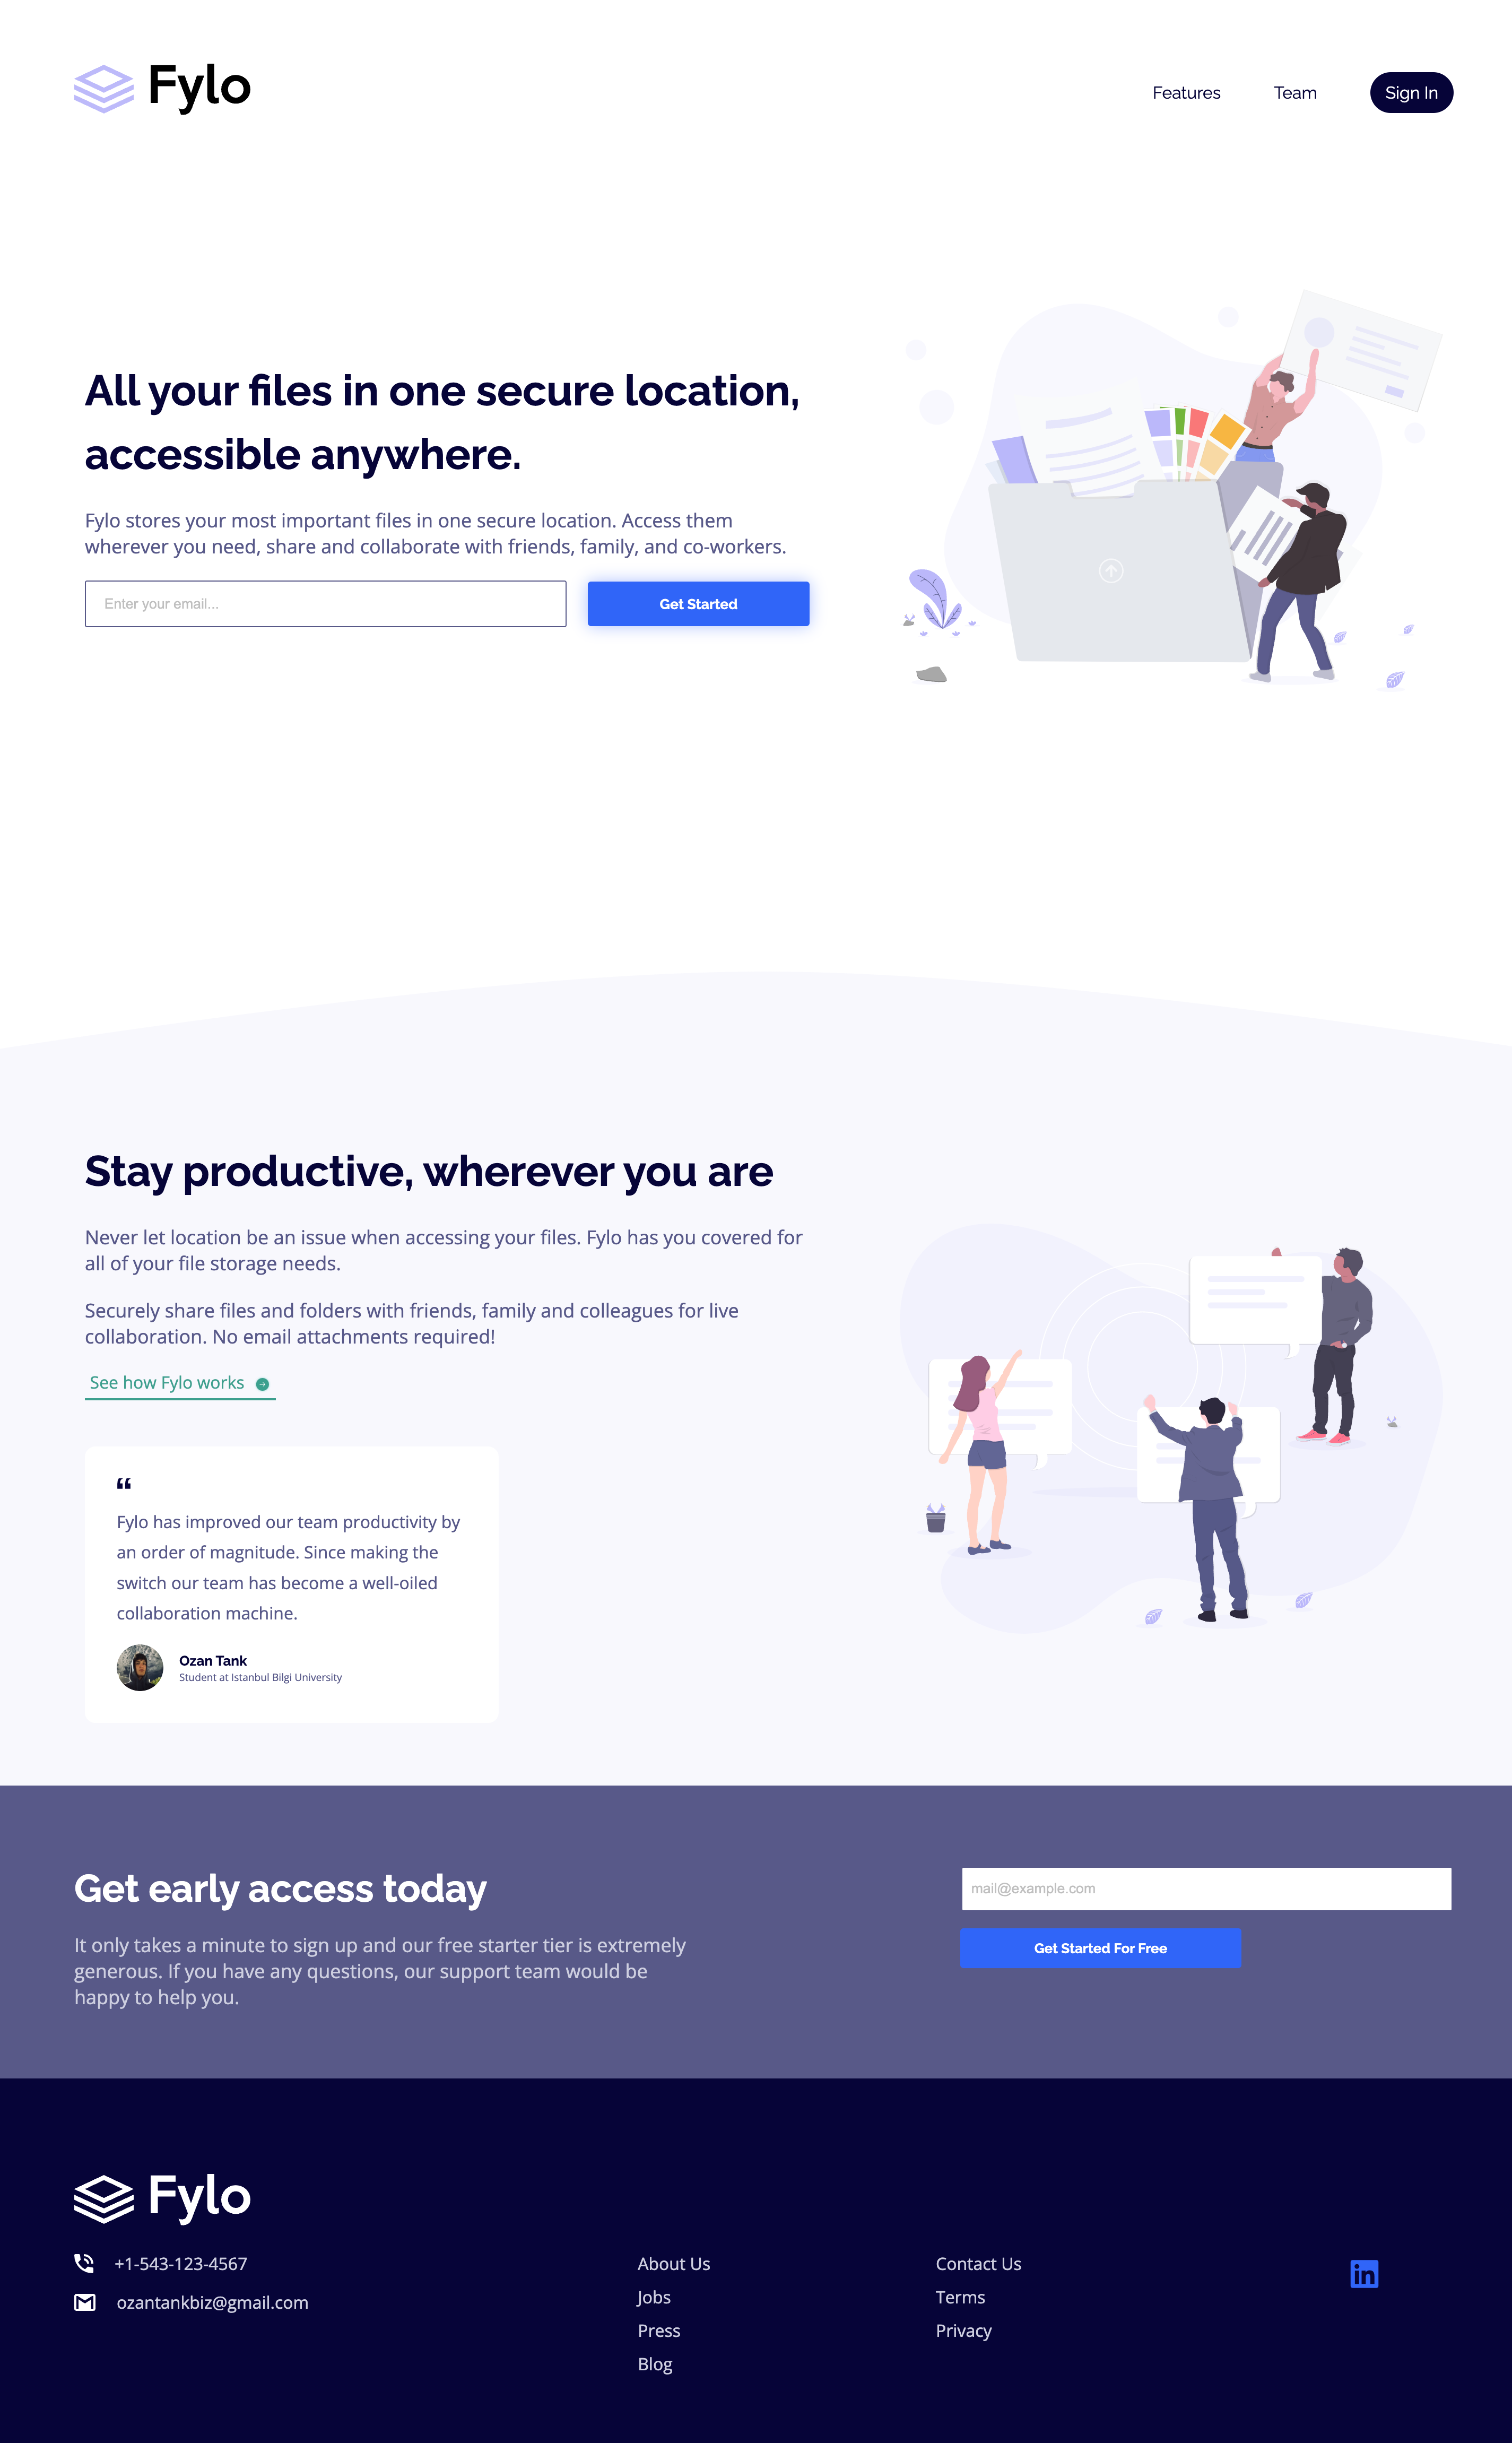 Fylo
Features
Team
Sign In
All your files in one secure location,
accessible anywhere.
Fylo stores your most important files in one secure location. Access them
wherever you need, share and collaborate with friends, family, and co-workers.
Enter your email...
Get Started
Stay productive, wherever you are
Never let location be an issue when accessing your files. Fylo has you covered for
all of your file storage needs.
Securely share files and folders with friends, family and colleagues for live
collaboration. No email attachments required!
See how Fylo works
“
Fylo has improved our team productivity by
an order of magnitude. Since making the
switch our team has become a well-oiled
collaboration machine.
Ozan Tank
Student at Istanbul Bilgi University
Get early access today
It only takes a minute to sign up and our free starter tier is extremely
generous. If you have any questions, our support team would be
happy to help you.
mail@example.com
Get Started For Free
Fylo
+1-543-123-4567
ozantankbiz@gmail.com
About Us
Jobs
Press
Blog
Contact Us
Terms
Privacy
in